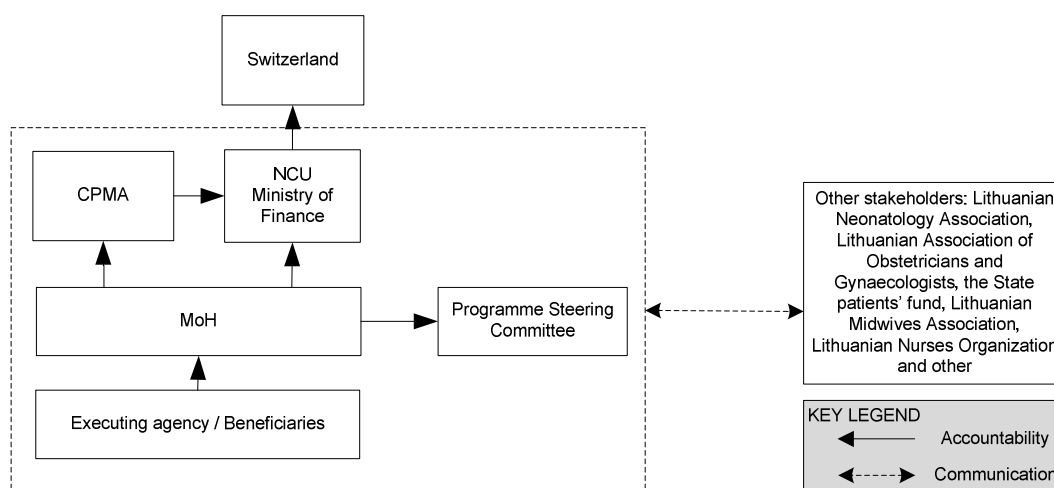 Switzerland
CPMA
NCU
Ministry of
Finance
MoH
Programme Steering
Committee
Executing agency / Beneficiaries
Other stakeholders: Lithuanian
Neonatology Association,
Lithuanian Association of
Obstetricians and
Gynaecologists, the State
patients’ fund, Lithuanian
Midwives Association,
Lithuanian Nurses Organization
and other
KEY LEGEND
Accountability
Communication